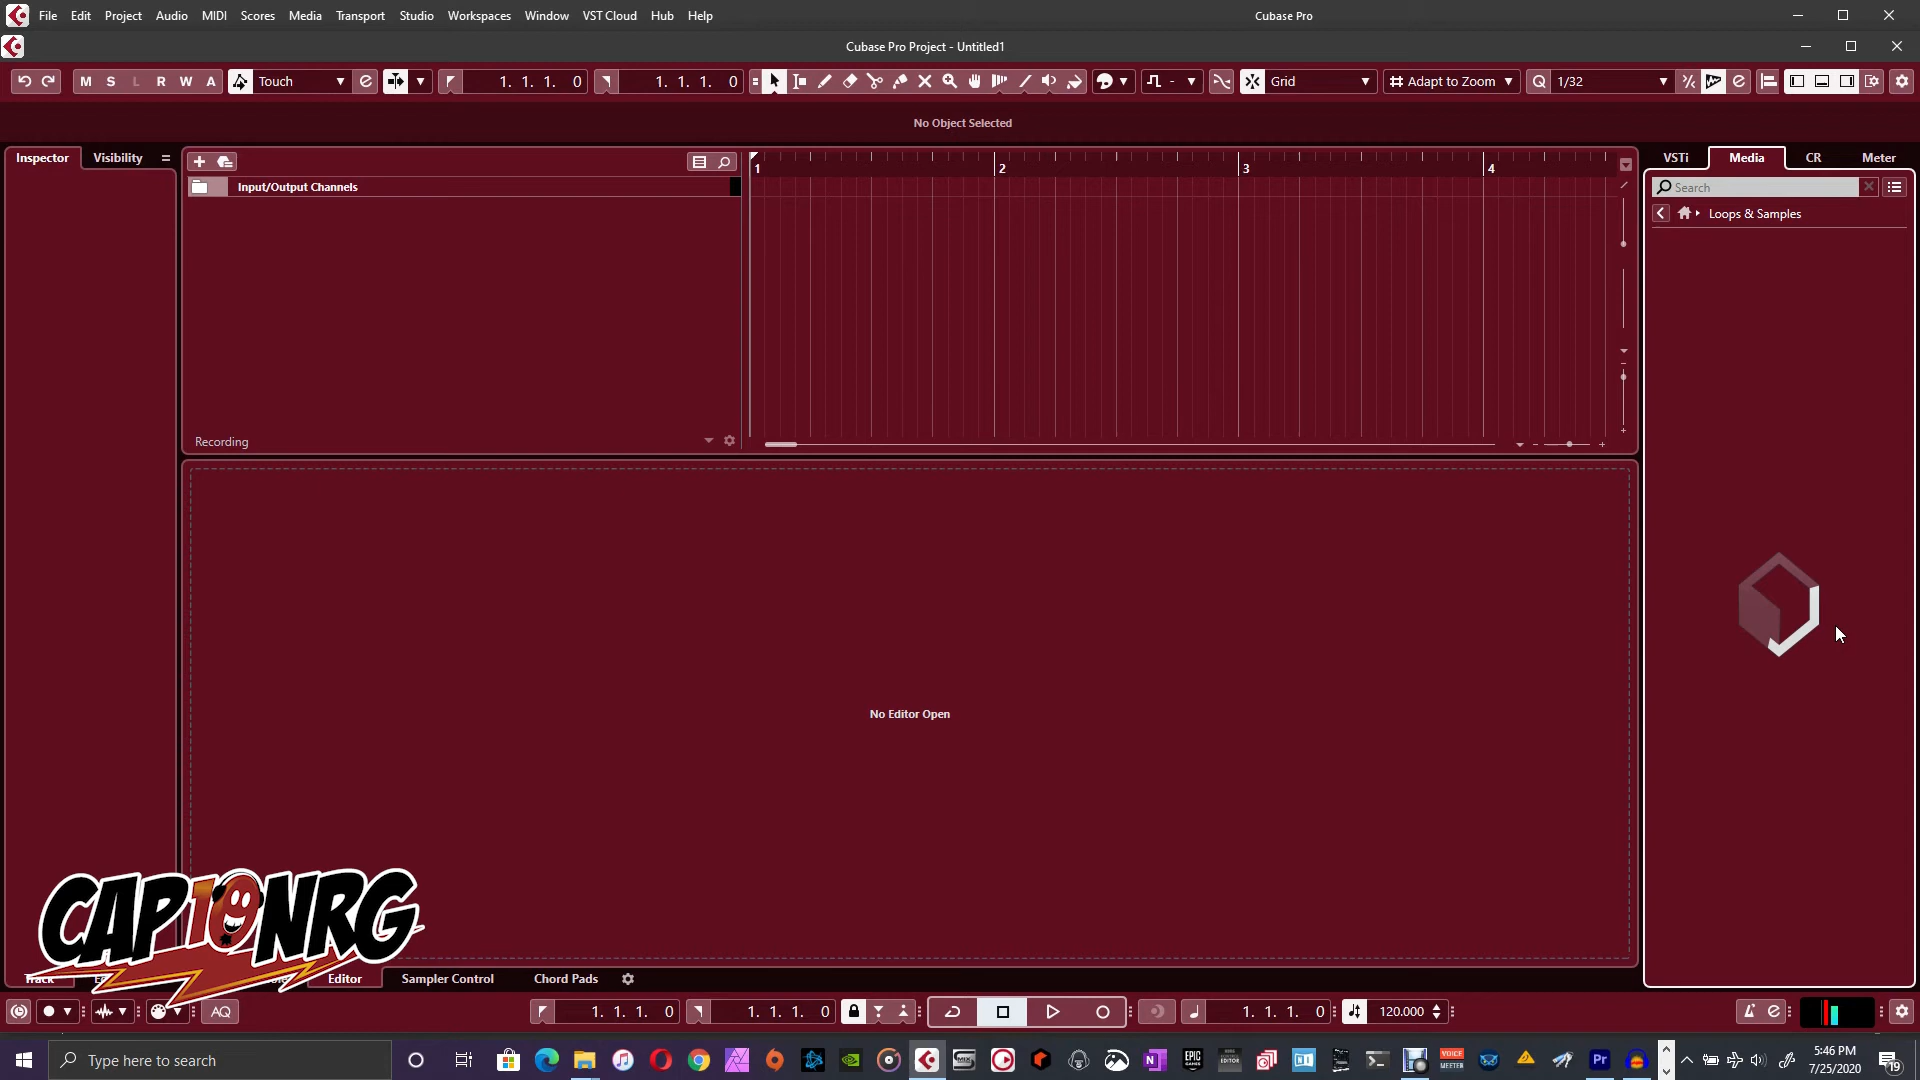 File Edit Project Audio MIDI Scores Media Transport Studio Workspaces Window VST Cloud Hub Help Cubase Pro
Cubase Pro Project - Untitled1
M S L R W A Touch 1. 1. 1. 0 1. 1. 1. 0 Grid Adapt to Zoom Q 1/32
No Object Selected
Inspector Visibility
1 2 3 4
VSTi Media CR Meter
Input/Output Channels
Search
Loops & Samples
Recording
No Editor Open
CAP10NRG
Track Editor Sampler Control Chord Pads
AQ 1. 1. 1. 0 1. 1. 1. 0 1. 1. 1. 0 120.000
Type here to search
5:46 PM
7/25/2020
19